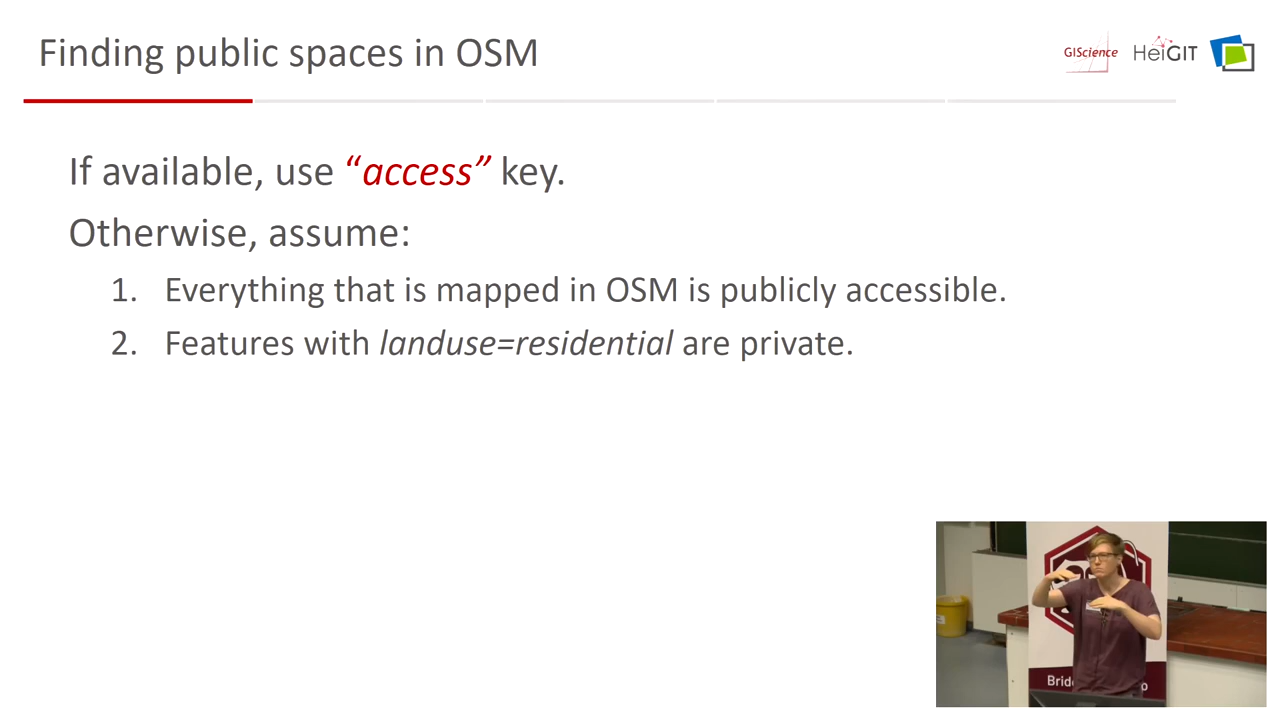 Finding public spaces in OSM
GIScience HeiGIT
If available, use “access” key.
Otherwise, assume:
1. Everything that is mapped in OSM is publicly accessible.
2. Features with landuse=residential are private.